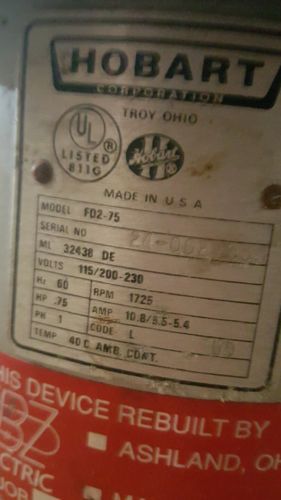 HOBART
CORPORATION
TROY OHIO
UL
LISTED
811G
Hobart
MADE IN U S A
MODEL FD2-75
SERIAL NO
ML 32438 DE
VOLTS 115/200-230
Hz 60 RPM 1725
HP .75 AMP 10.8/5.5-5.4
PH 1 CODE L
TEMP 40 C AMB. CONT.
THIS DEVICE REBUILT BY
ASHLAND, OH
JOB